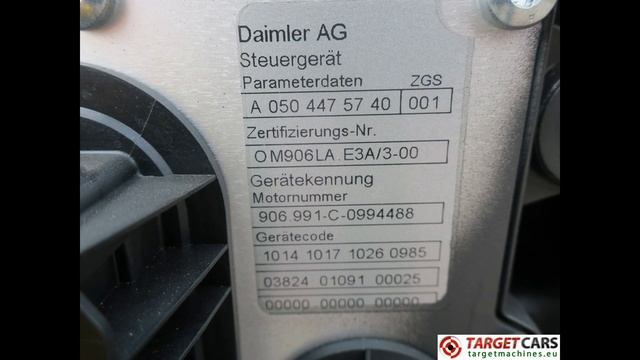 Daimler AG
Steuergerät
Parameterdaten ZGS
A 050 447 57 40 001
Zertifizierungs-Nr.
OM906LA.E3A/3-00
Gerätekennung
Motornummer
906.991-C-0994488
Gerätecode
1014 1017 1026 0985
03824 01091 00025
00000 00000 00000
TARGETCARS
targetmachines.eu